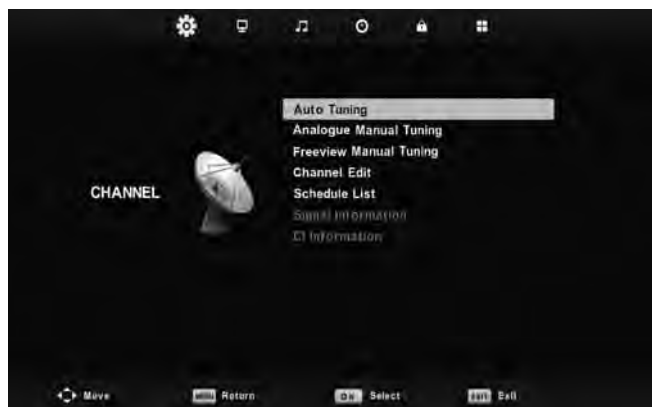 Auto Tuning
Analogue Manual Tuning
Freeview Manual Tuning
Channel Edit
CHANNEL
Schedule List
Signal Information
CI Information
Move MENU Return OK Select EXIT Exit